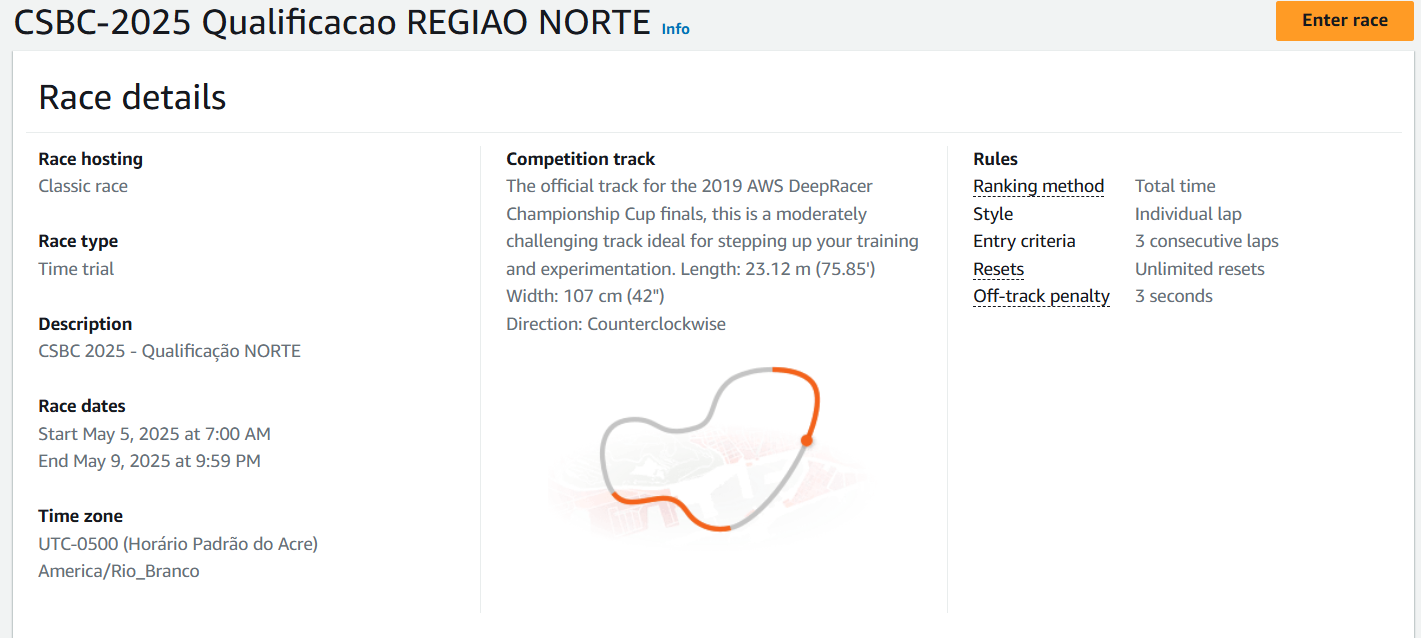 CSBC-2025 Qualificacao REGIAO NORTE Info
Enter race
Race details
Race hosting
Classic race
Race type
Time trial
Description
CSBC 2025 - Qualificação NORTE
Race dates
Start May 5, 2025 at 7:00 AM
End May 9, 2025 at 9:59 PM
Time zone
UTC-0500 (Horário Padrão do Acre)
America/Rio_Branco
Competition track
The official track for the 2019 AWS DeepRacer
Championship Cup finals, this is a moderately
challenging track ideal for stepping up your training
and experimentation. Length: 23.12 m (75.85')
Width: 107 cm (42")
Direction: Counterclockwise
Rules
Ranking method Total time
Style Individual lap
Entry criteria 3 consecutive laps
Resets Unlimited resets
Off-track penalty 3 seconds